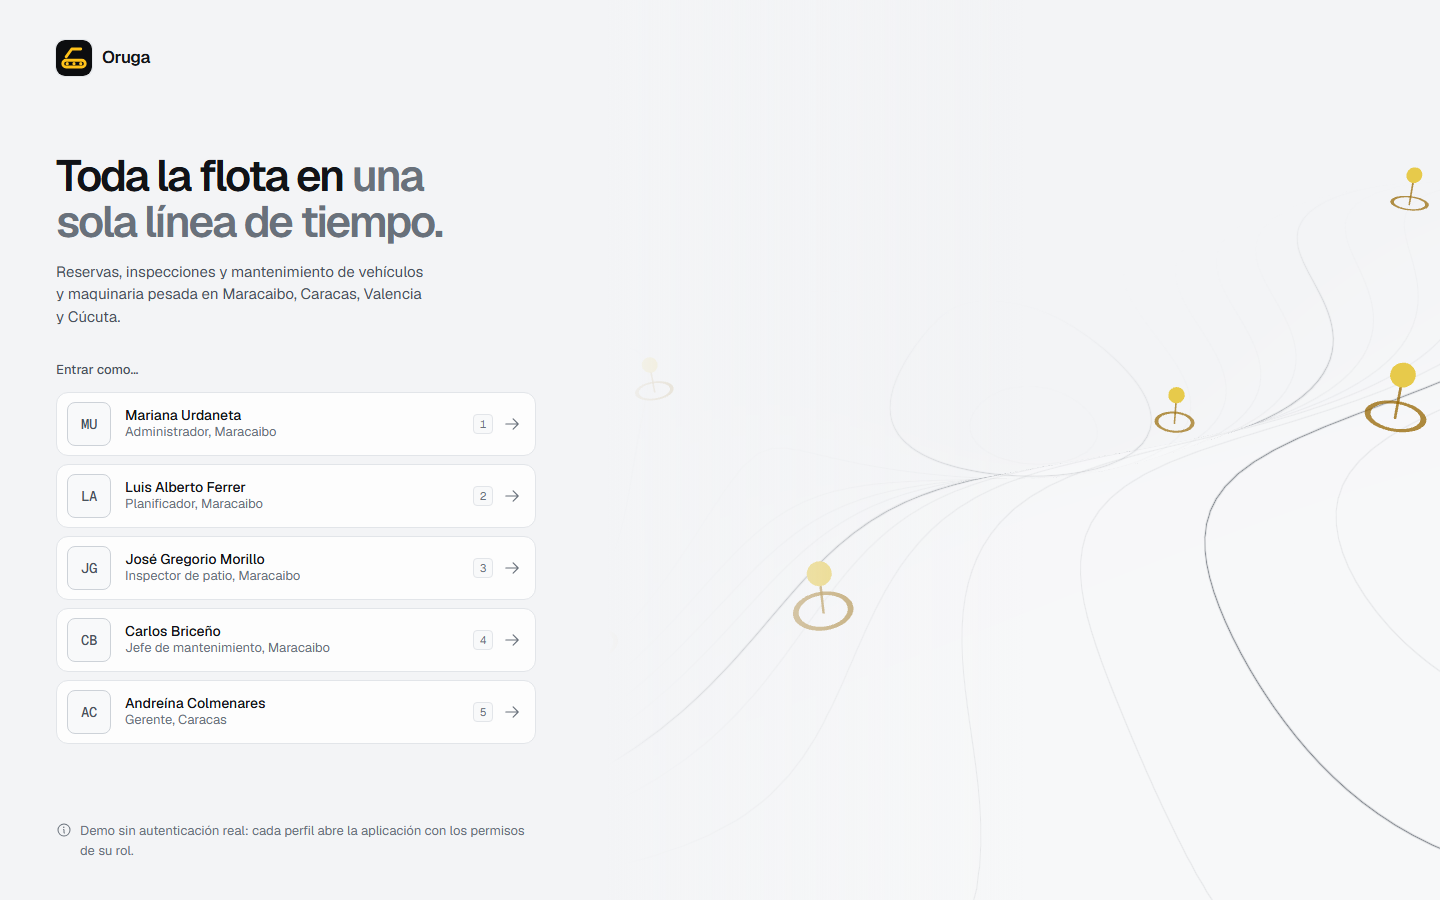 Oruga
Toda la flota en una
sola línea de tiempo.
Reservas, inspecciones y mantenimiento de vehículos
y maquinaria pesada en Maracaibo, Caracas, Valencia
y Cúcuta.
Entrar como…
MU
Mariana Urdaneta
Administrador, Maracaibo
1
LA
Luis Alberto Ferrer
Planificador, Maracaibo
2
JG
José Gregorio Morillo
Inspector de patio, Maracaibo
3
CB
Carlos Briceño
Jefe de mantenimiento, Maracaibo
4
AC
Andreína Colmenares
Gerente, Caracas
5
Demo sin autenticación real: cada perfil abre la aplicación con los permisos
de su rol.